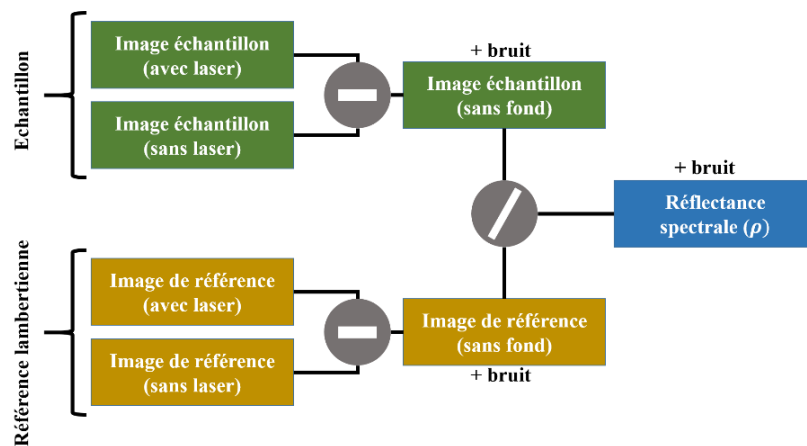 Echantillon
Image échantillon
(avec laser)
Image échantillon
(sans laser)
+ bruit
Image échantillon
(sans fond)
+ bruit
Réflectance
spectrale (ρ)
Référence lambertienne
Image de référence
(avec laser)
Image de référence
(sans laser)
Image de référence
(sans fond)
+ bruit